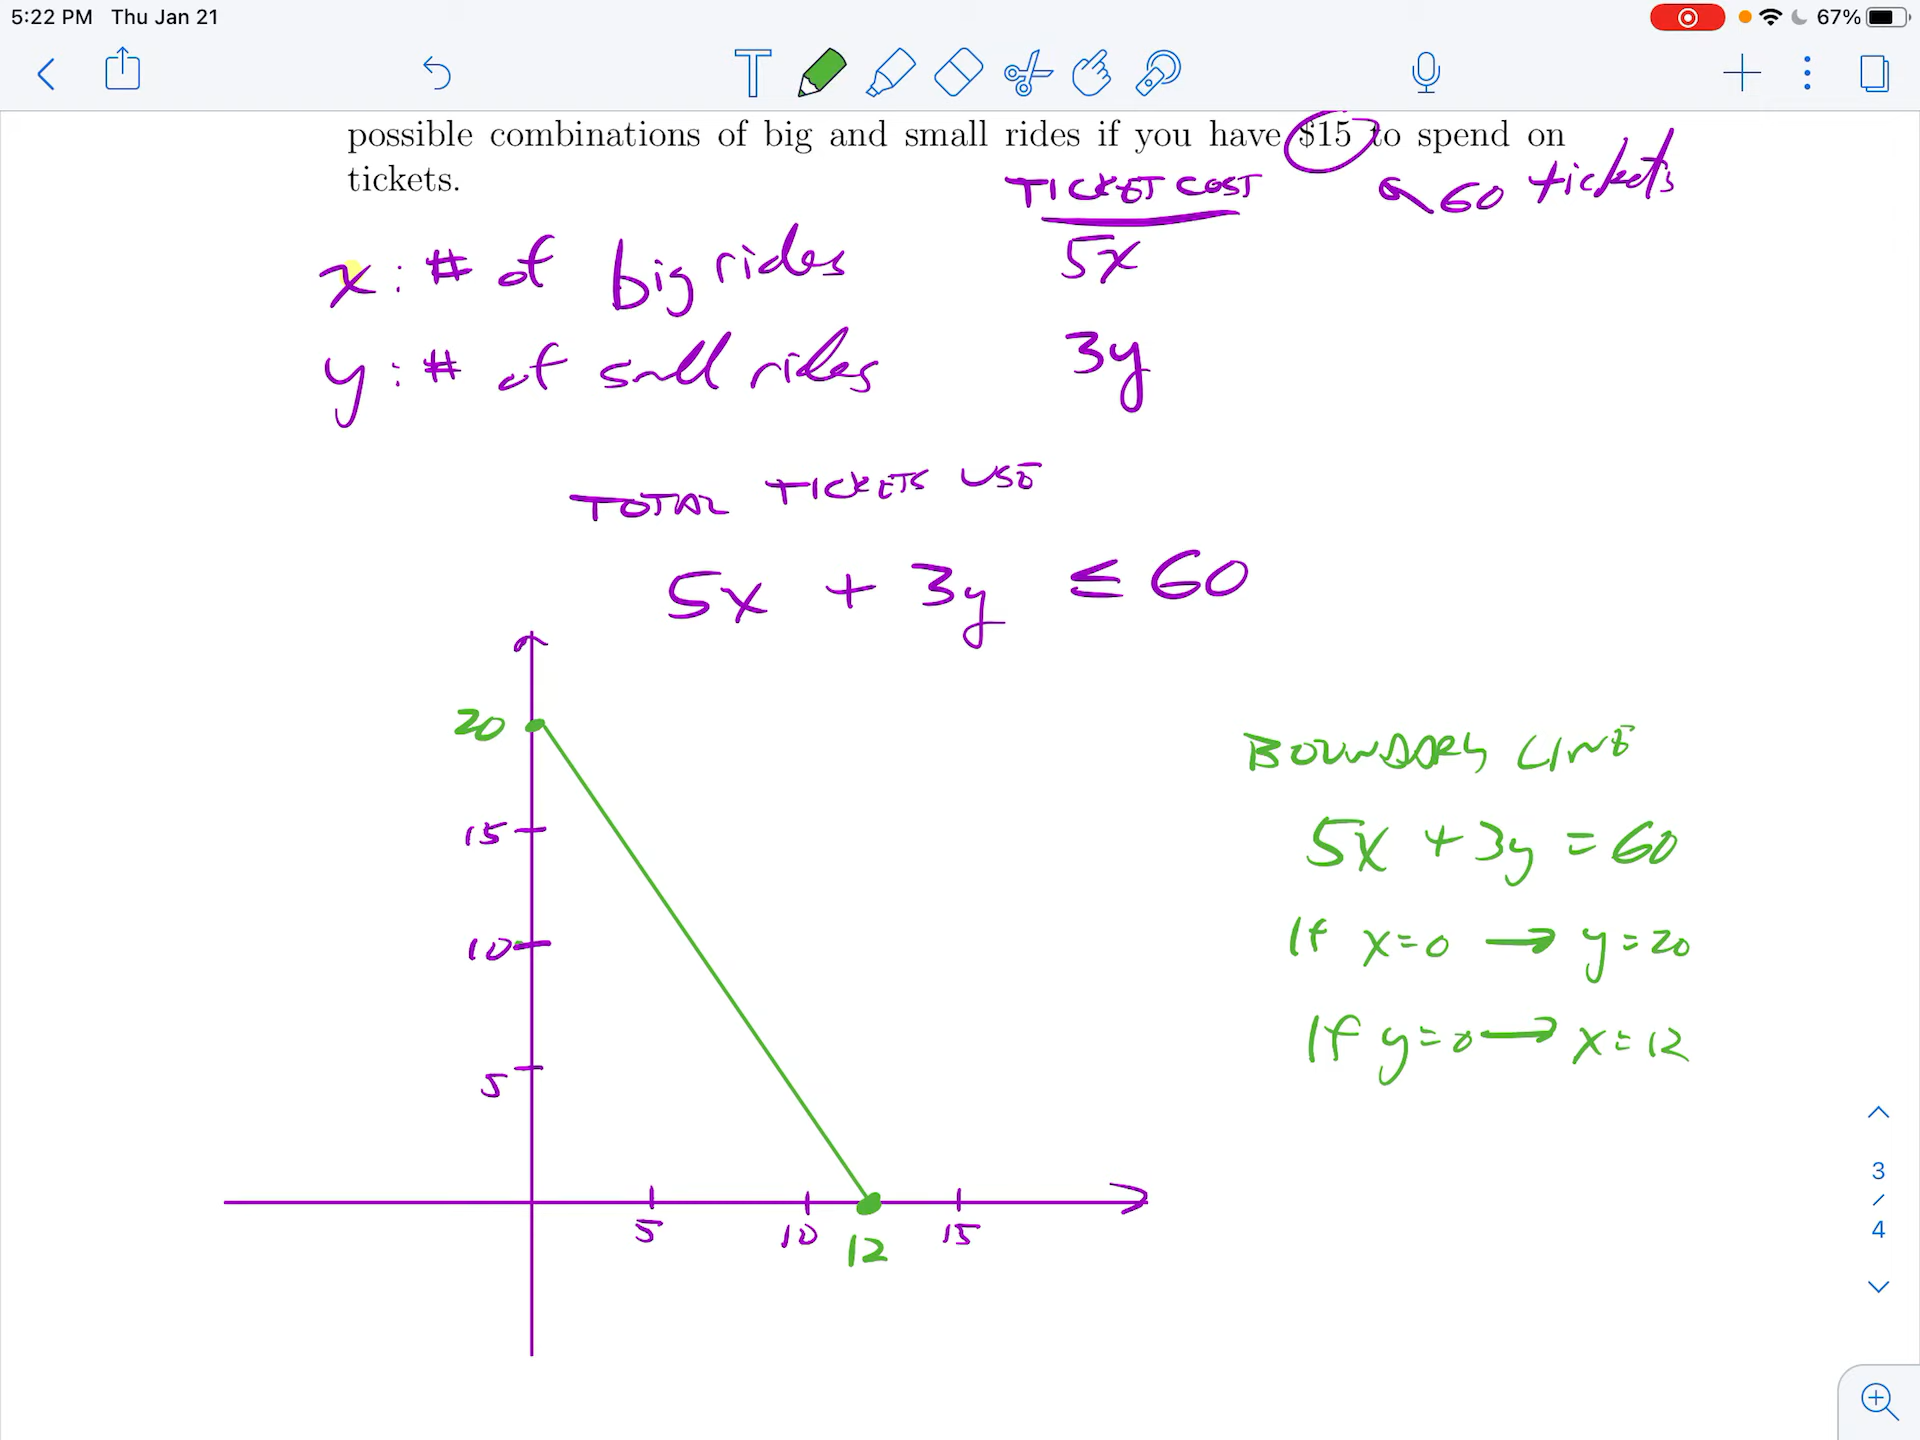 5:22 PM Thu Jan 21
67%
T
possible combinations of big and small rides if you have $15 to spend on
tickets.
TICKET COST
60 tickets
x: # of big rides
5x
y: # of small rides
3y
TOTAL TICKETS USE
5x + 3y ≤ 60
20
15
10
5
5
10
12
15
BOUNDARY LINE
5x + 3y = 60
If x=0 → y=20
If y=0 → x=12
3
/
4